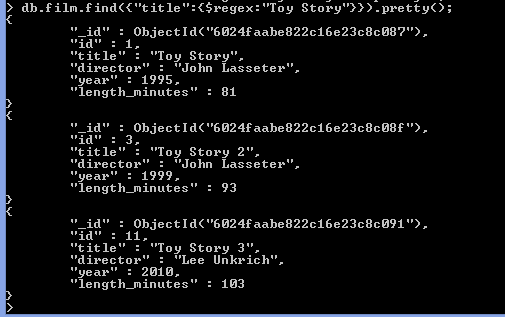 > db.film.find({"title":{$regex:"Toy Story"}}).pretty();
{
        "_id" : ObjectId("6024faabe822c16e23c8c087"),
        "id" : 1,
        "title" : "Toy Story",
        "director" : "John Lasseter",
        "year" : 1995,
        "length_minutes" : 81
}
{
        "_id" : ObjectId("6024faabe822c16e23c8c08f"),
        "id" : 3,
        "title" : "Toy Story 2",
        "director" : "John Lasseter",
        "year" : 1999,
        "length_minutes" : 93
}
{
        "_id" : ObjectId("6024faabe822c16e23c8c091"),
        "id" : 11,
        "title" : "Toy Story 3",
        "director" : "Lee Unkrich",
        "year" : 2010,
        "length_minutes" : 103
}
>